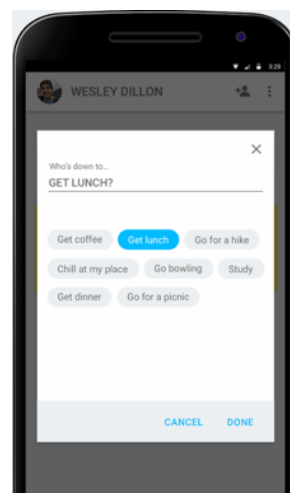 3:29
WESLEY DILLON
Who's down to...
GET LUNCH?
Get coffee Get lunch Go for a hike
Chill at my place Go bowling Study
Get dinner Go for a picnic
CANCEL DONE